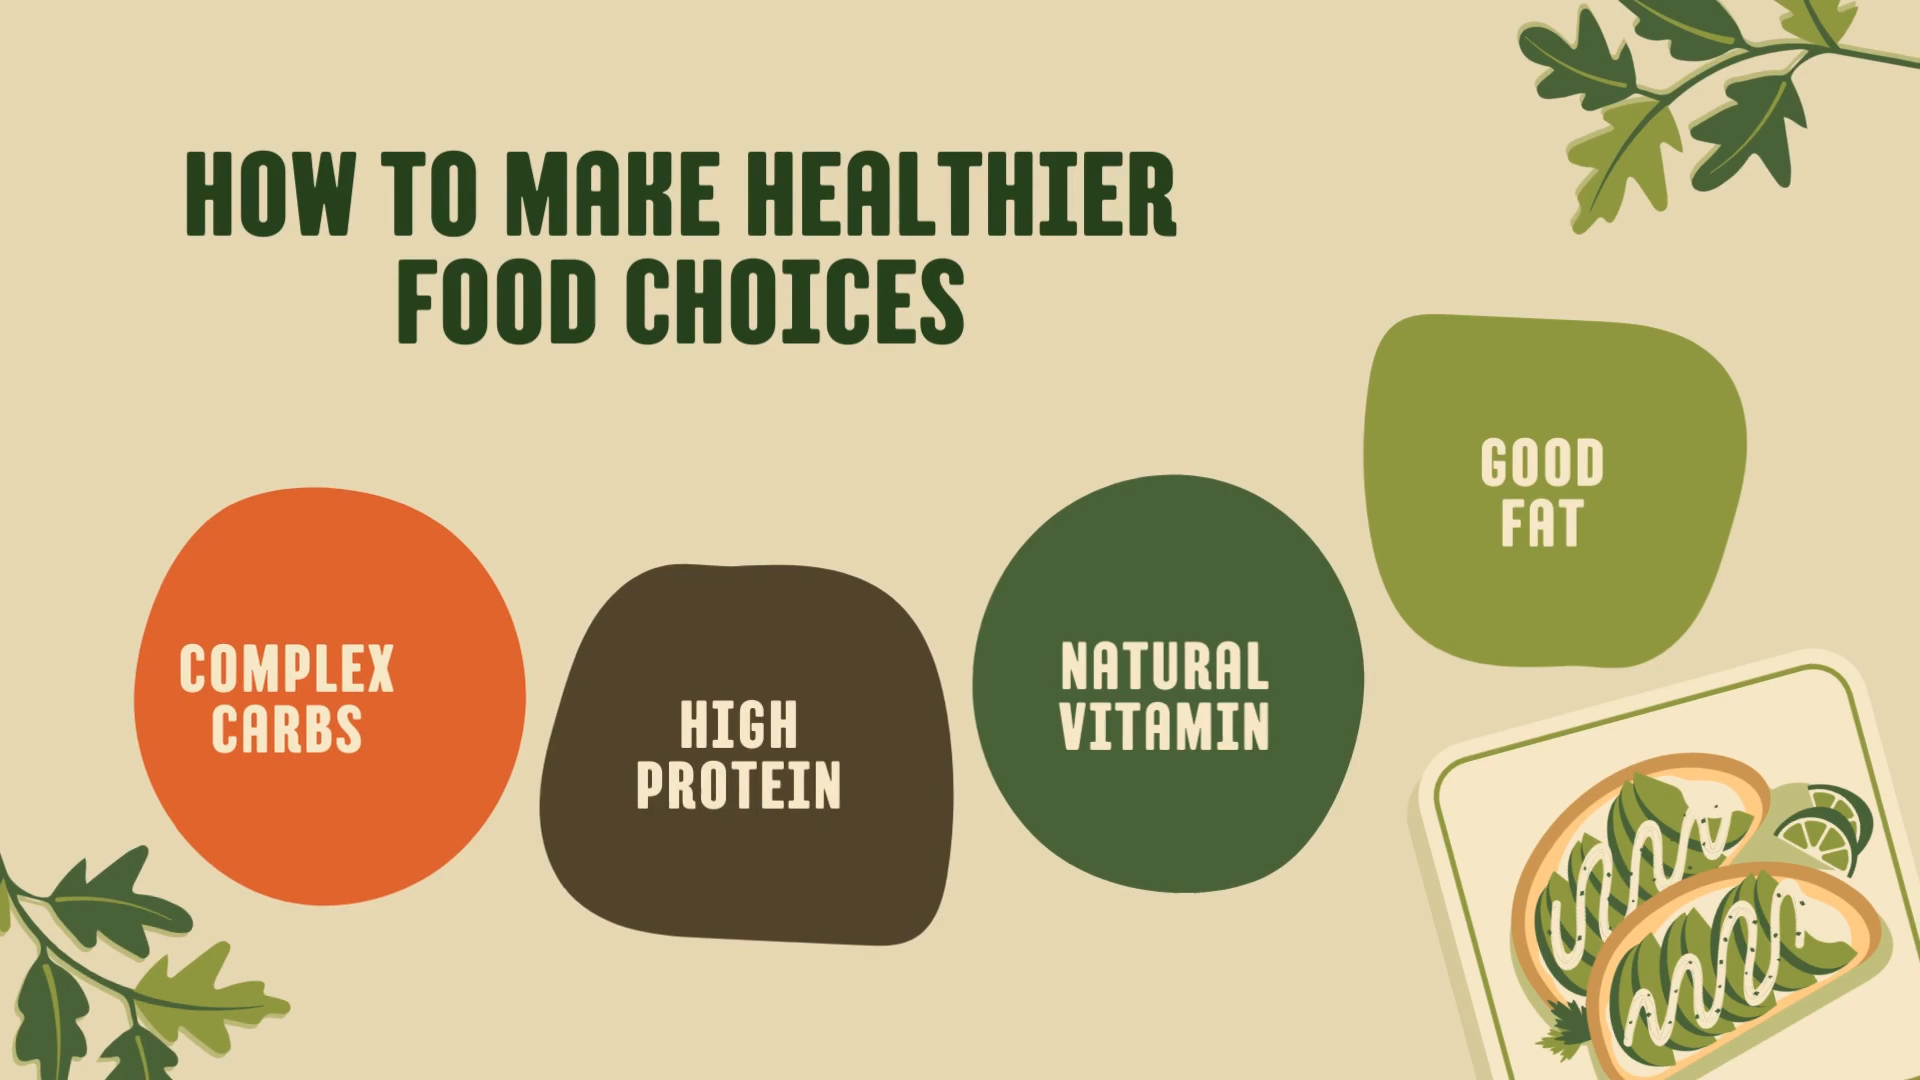 HOW TO MAKE HEALTHIER
FOOD CHOICES
COMPLEX
CARBS
HIGH
PROTEIN
NATURAL
VITAMIN
GOOD
FAT